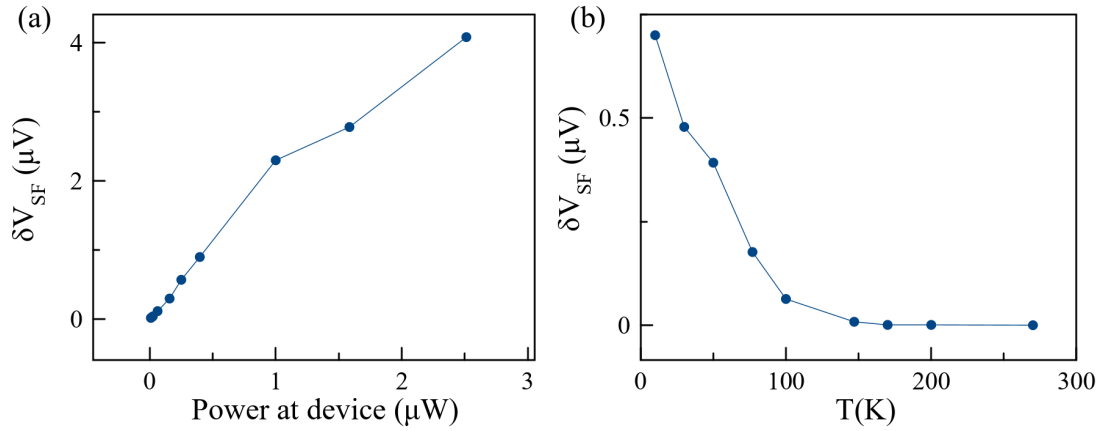 (a)
4
2
0
δV_SF (μV)
0
1
2
3
Power at device (μW)
(b)
0.5
0
δV_SF (μV)
0
100
200
300
T(K)